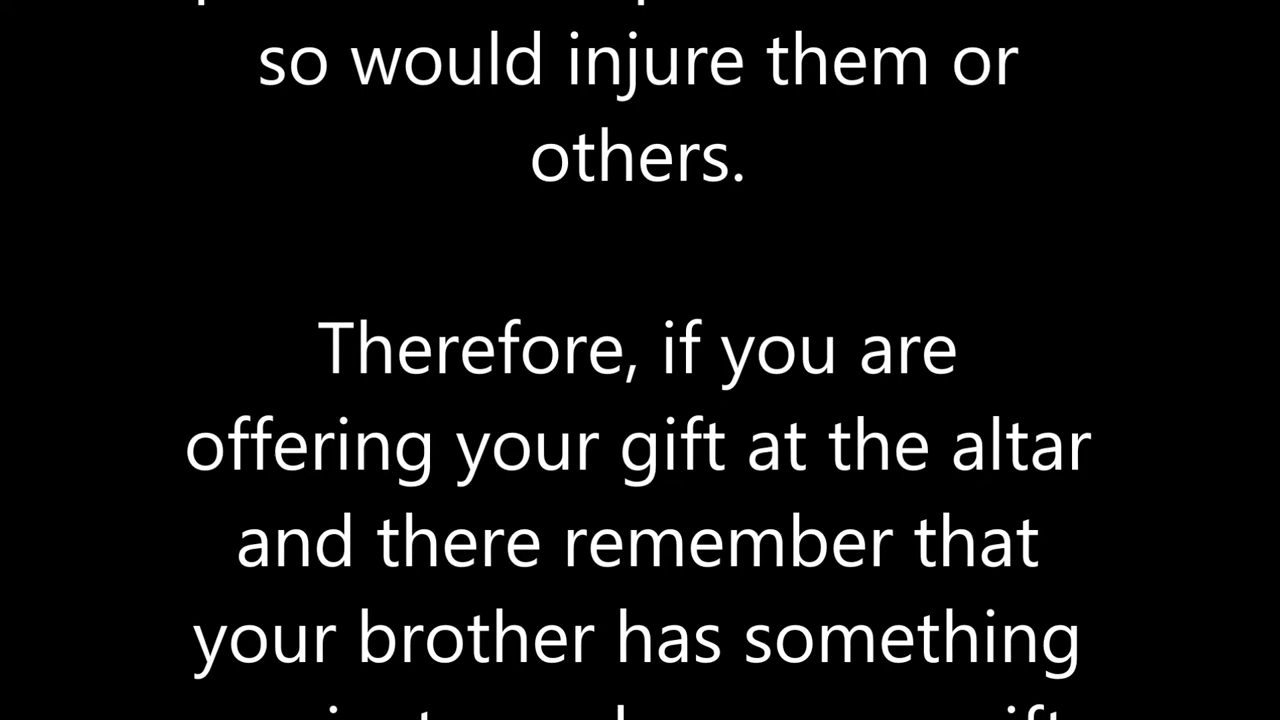 so would injure them or
others.
Therefore, if you are
offering your gift at the altar
and there remember that
your brother has something